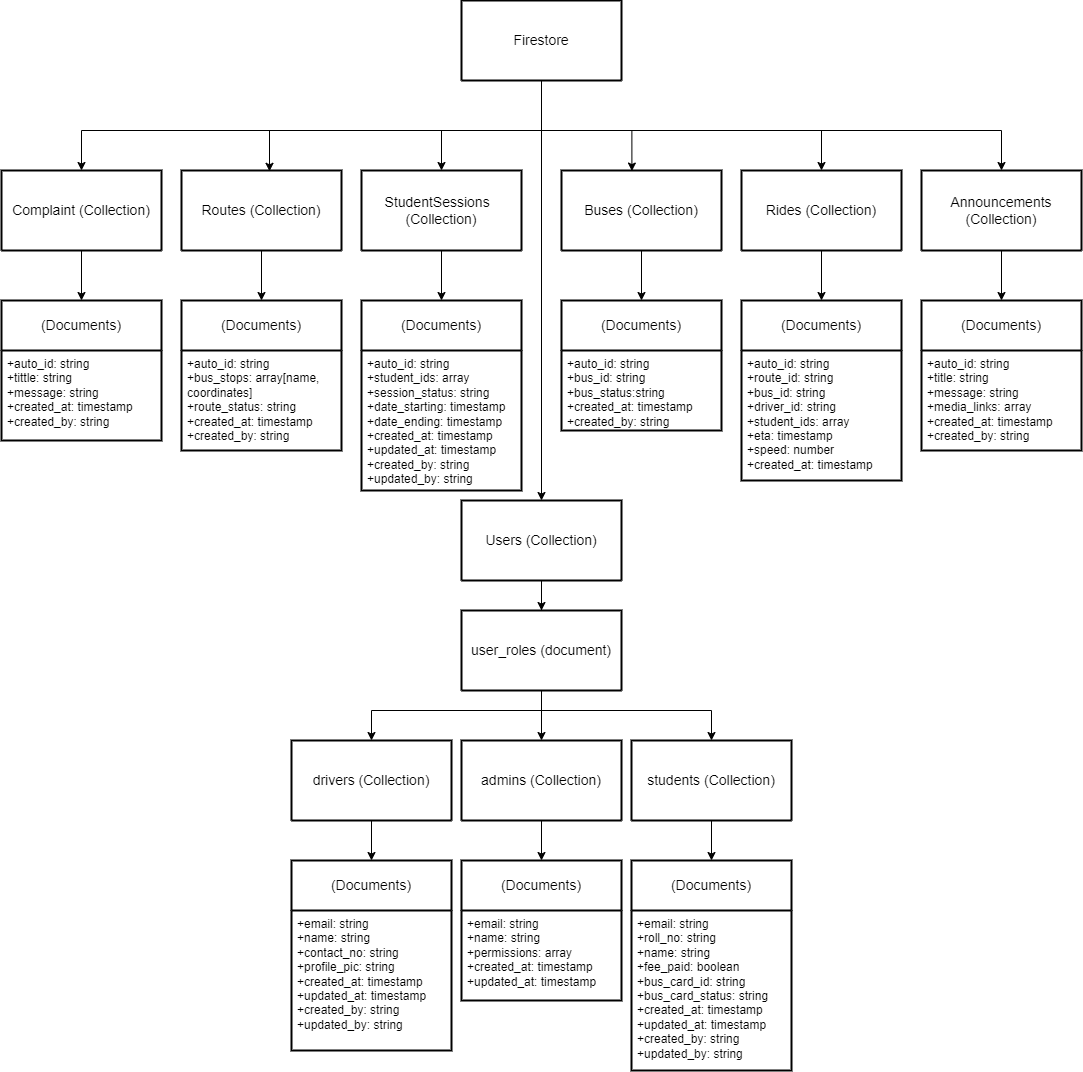 Firestore
Complaint (Collection)
Routes (Collection)
StudentSessions
(Collection)
Buses (Collection)
Rides (Collection)
Announcements
(Collection)
(Documents)
+auto_id: string
+tittle: string
+message: string
+created_at: timestamp
+created_by: string
(Documents)
+auto_id: string
+bus_stops: array[name,
coordinates]
+route_status: string
+created_at: timestamp
+created_by: string
(Documents)
+auto_id: string
+student_ids: array
+session_status: string
+date_starting: timestamp
+date_ending: timestamp
+created_at: timestamp
+updated_at: timestamp
+created_by: string
+updated_by: string
(Documents)
+auto_id: string
+bus_id: string
+bus_status:string
+created_at: timestamp
+created_by: string
(Documents)
+auto_id: string
+route_id: string
+bus_id: string
+driver_id: string
+student_ids: array
+eta: timestamp
+speed: number
+created_at: timestamp
(Documents)
+auto_id: string
+title: string
+message: string
+media_links: array
+created_at: timestamp
+created_by: string
Users (Collection)
user_roles (document)
drivers (Collection)
admins (Collection)
students (Collection)
(Documents)
+email: string
+name: string
+contact_no: string
+profile_pic: string
+created_at: timestamp
+updated_at: timestamp
+created_by: string
+updated_by: string
(Documents)
+email: string
+name: string
+permissions: array
+created_at: timestamp
+updated_at: timestamp
(Documents)
+email: string
+roll_no: string
+name: string
+fee_paid: boolean
+bus_card_id: string
+bus_card_status: string
+created_at: timestamp
+updated_at: timestamp
+created_by: string
+updated_by: string